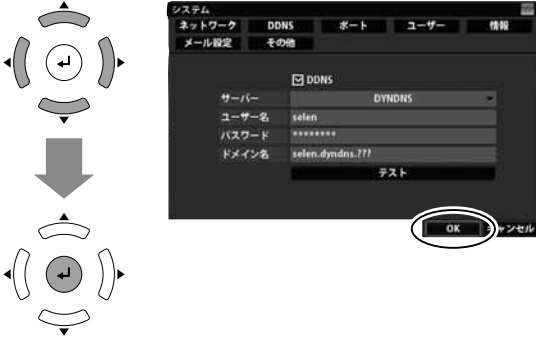 システム
ネットワーク DDNS ポート ユーザー 情報
メール設定 その他
DDNS
サーバー DYNDNS
ユーザー名 selen
パスワード ********
ドメイン名 selen.dyndns.???
テスト
OK キャンセル